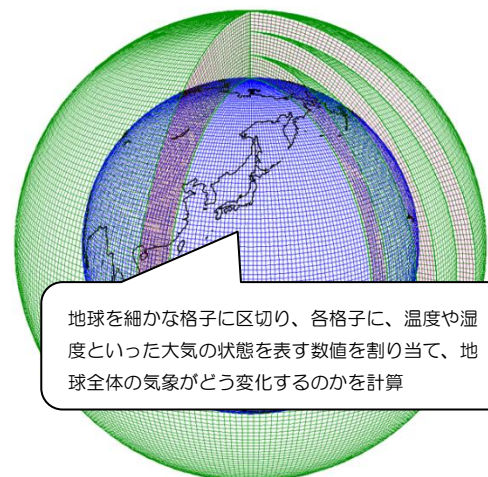 地球を細かな格子に区切り、各格子に、温度や湿
度といった大気の状態を表す数値を割り当て、地
球全体の気象がどう変化するのかを計算